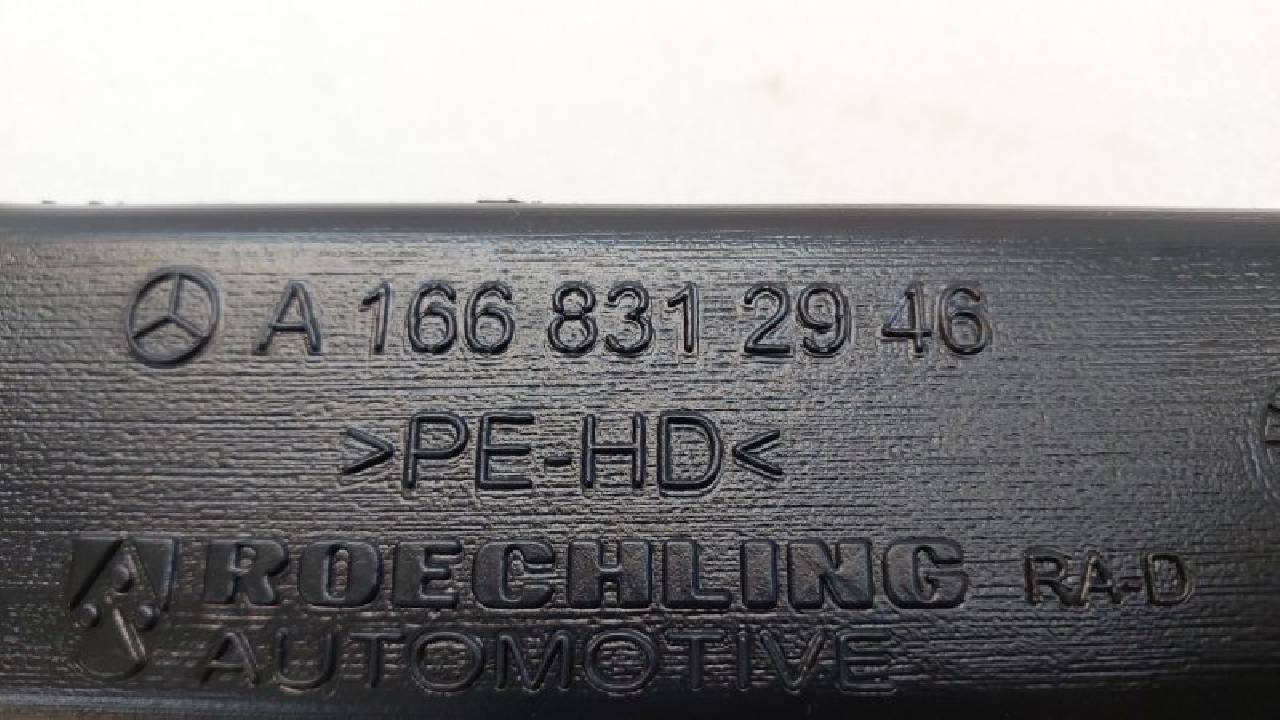 A 166 831 29 46
>PE-HD<
ROECHLING RA-D
AUTOMOTIVE